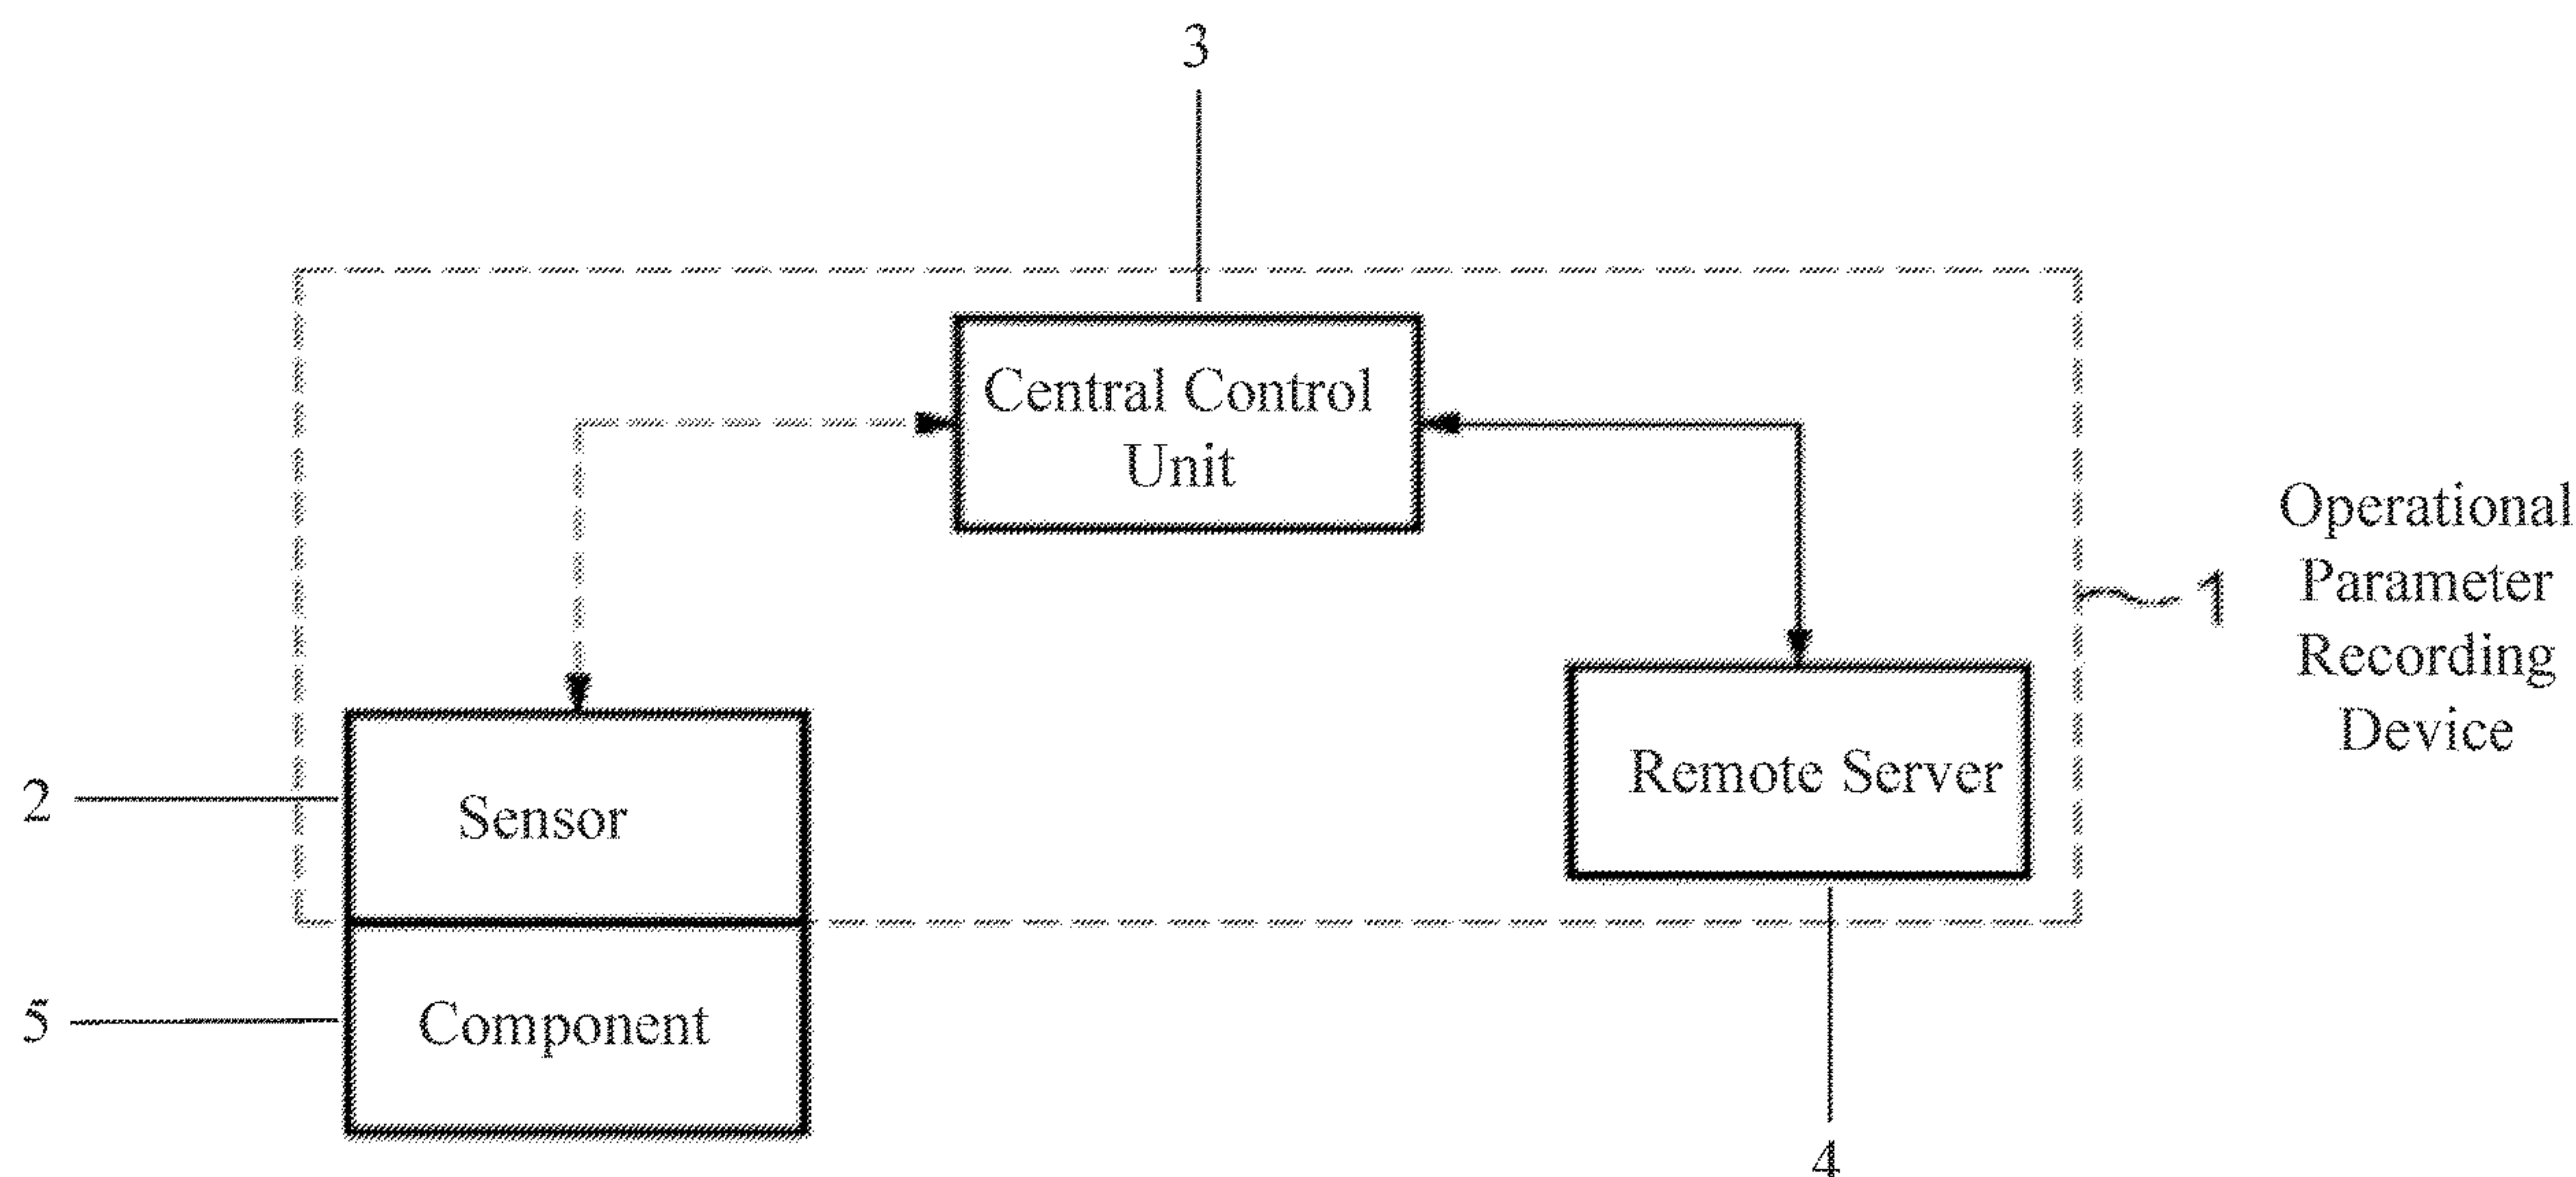 3
Central Control
Unit
Operational
Parameter
Recording
Device
1
2
Sensor
Remote Server
5
Component
4